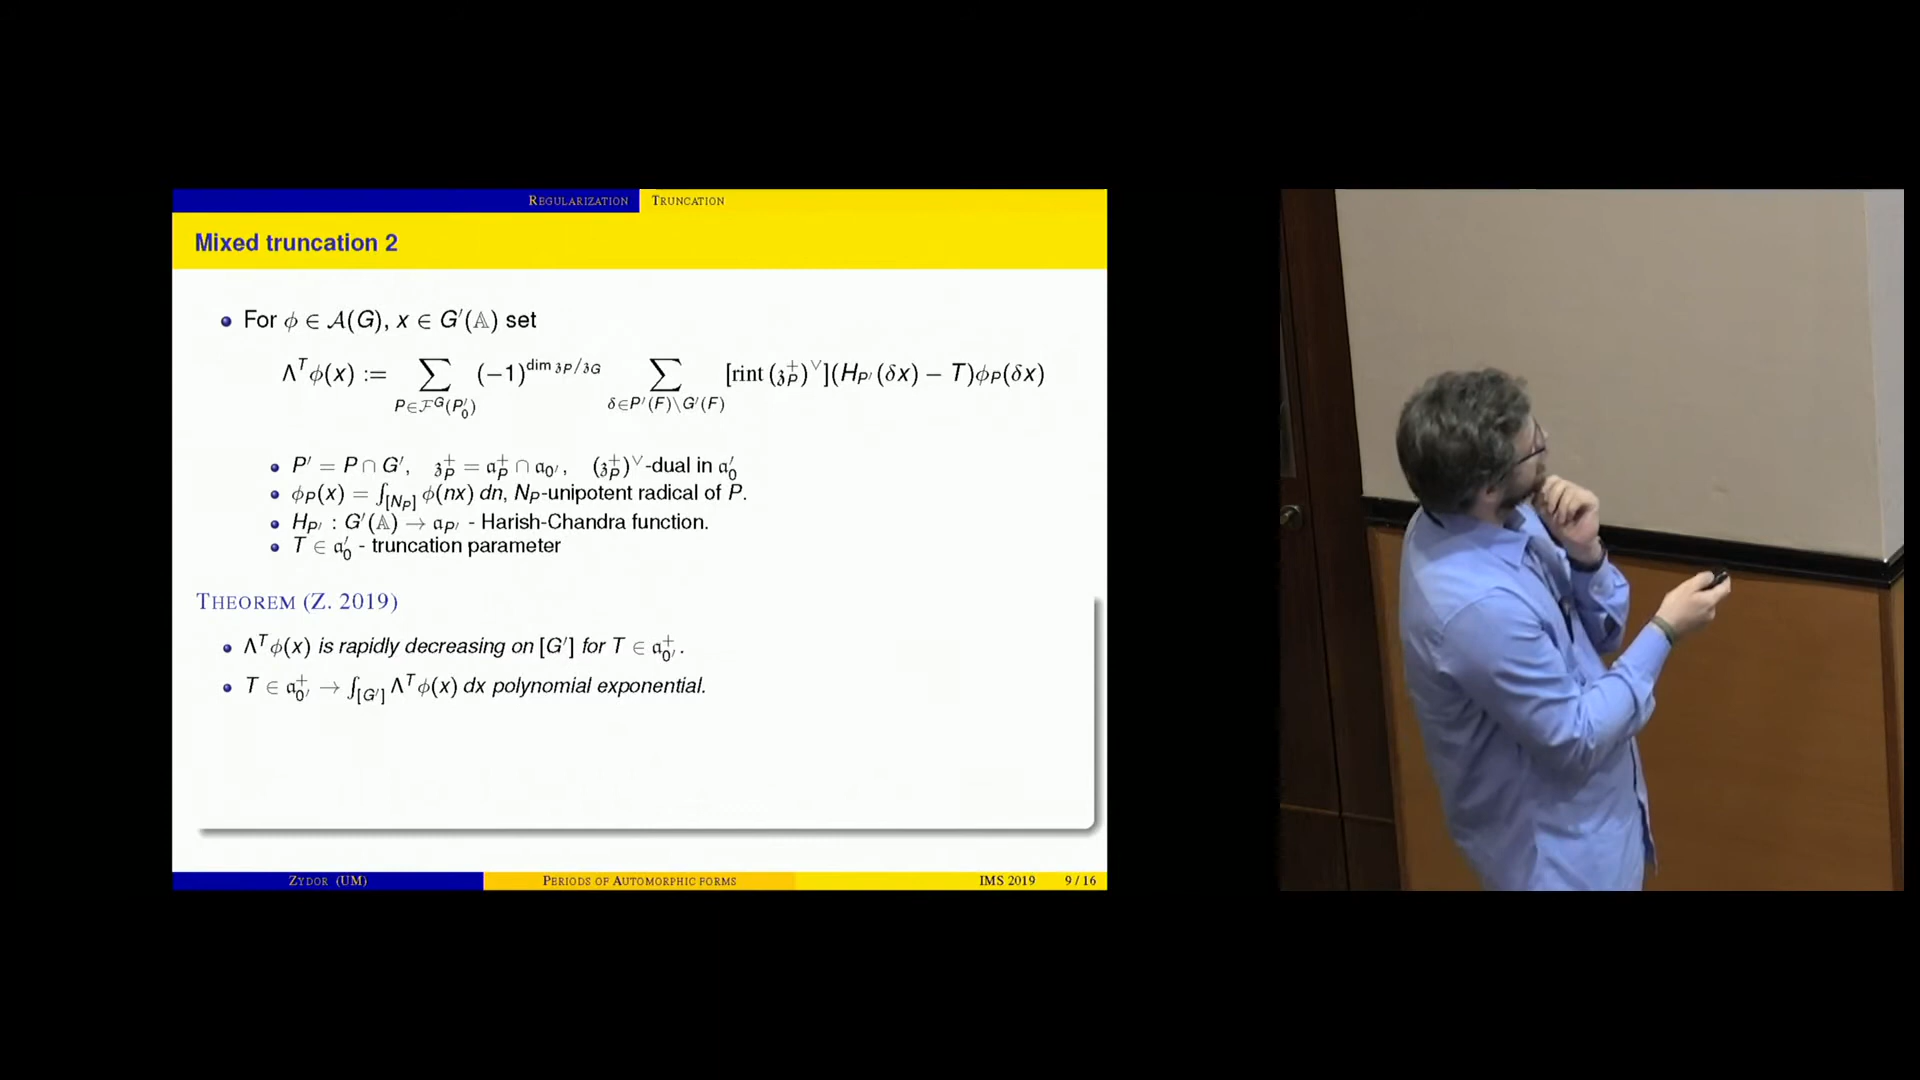 REGULARIZATION TRUNCATION
Mixed truncation 2
For ϕ ∈ 𝒜(G), x ∈ G′(𝔸) set
Λ^T ϕ(x) := ∑_{P∈ℱ^G(P′_0)} (−1)^{dim 𝔷_P/𝔷_G} ∑_{δ∈P′(F)\G′(F)} [rint (𝔷_P^+)^∨](H_{P′}(δx) − T)ϕ_P(δx)
P′ = P ∩ G′, 𝔷_P^+ = 𝔞_P^+ ∩ 𝔞_{0′}, (𝔷_P^+)^∨-dual in 𝔞′_0
ϕ_P(x) = ∫_{[N_P]} ϕ(nx) dn, N_P-unipotent radical of P.
H_{P′} : G′(𝔸) → 𝔞_{P′} - Harish-Chandra function.
T ∈ 𝔞′_0 - truncation parameter
THEOREM (Z. 2019)
Λ^T ϕ(x) is rapidly decreasing on [G′] for T ∈ 𝔞_{0′}^+.
T ∈ 𝔞_{0′}^+ → ∫_{[G′]} Λ^T ϕ(x) dx polynomial exponential.
ZYDOR (UM) PERIODS OF AUTOMORPHIC FORMS IMS 2019 9 / 16